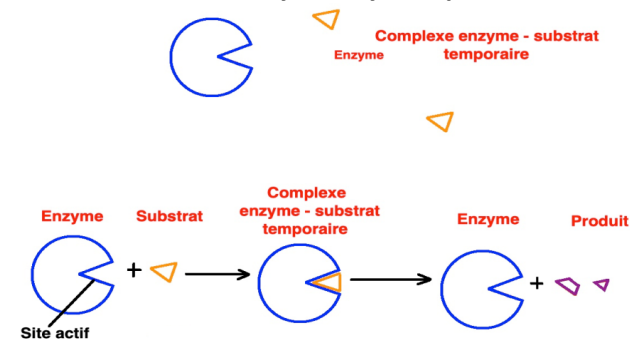 Complexe enzyme - substrat
Enzyme temporaire
Complexe
Enzyme Substrat enzyme - substrat Enzyme Produit
temporaire
+ +
Site actif